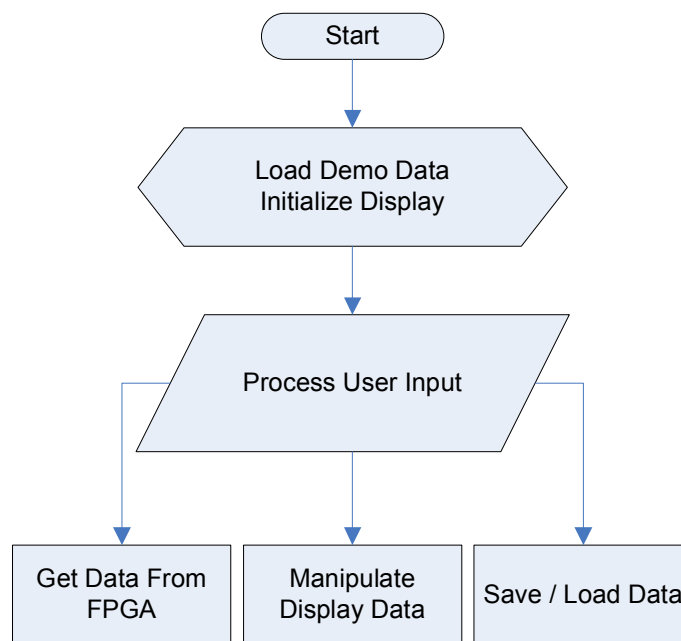 Start
Load Demo Data
Initialize Display
Process User Input
Get Data From
FPGA
Manipulate
Display Data
Save / Load Data